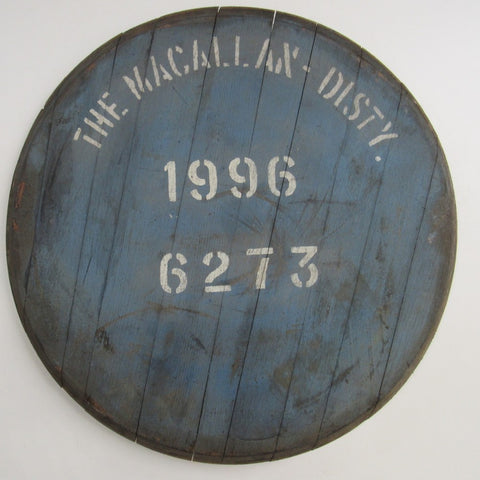 THE MACALLAN-DISTY.
1996
6273